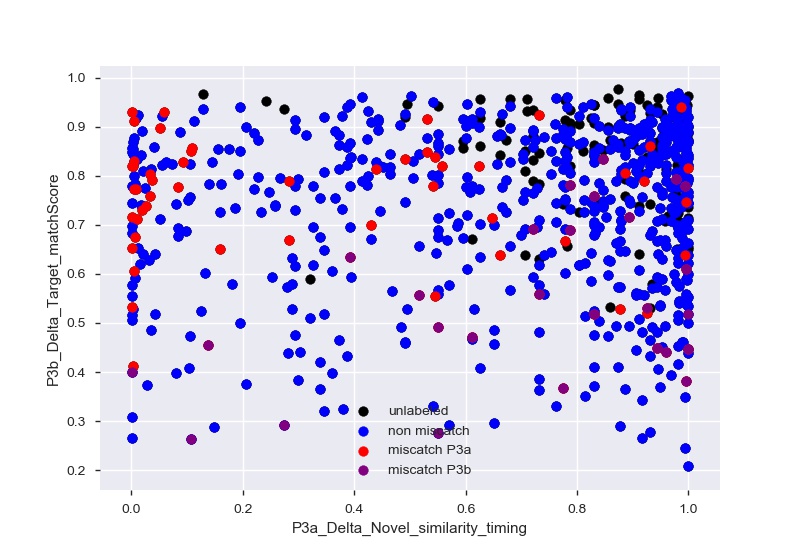 1.0
0.9
0.8
0.7
0.6
0.5
0.4
0.3
0.2
P3b_Delta_Target_matchScore
unlabeled
non mismatch
miscatch P3a
miscatch P3b
0.0
0.2
0.4
0.6
0.8
1.0
P3a_Delta_Novel_similarity_timing